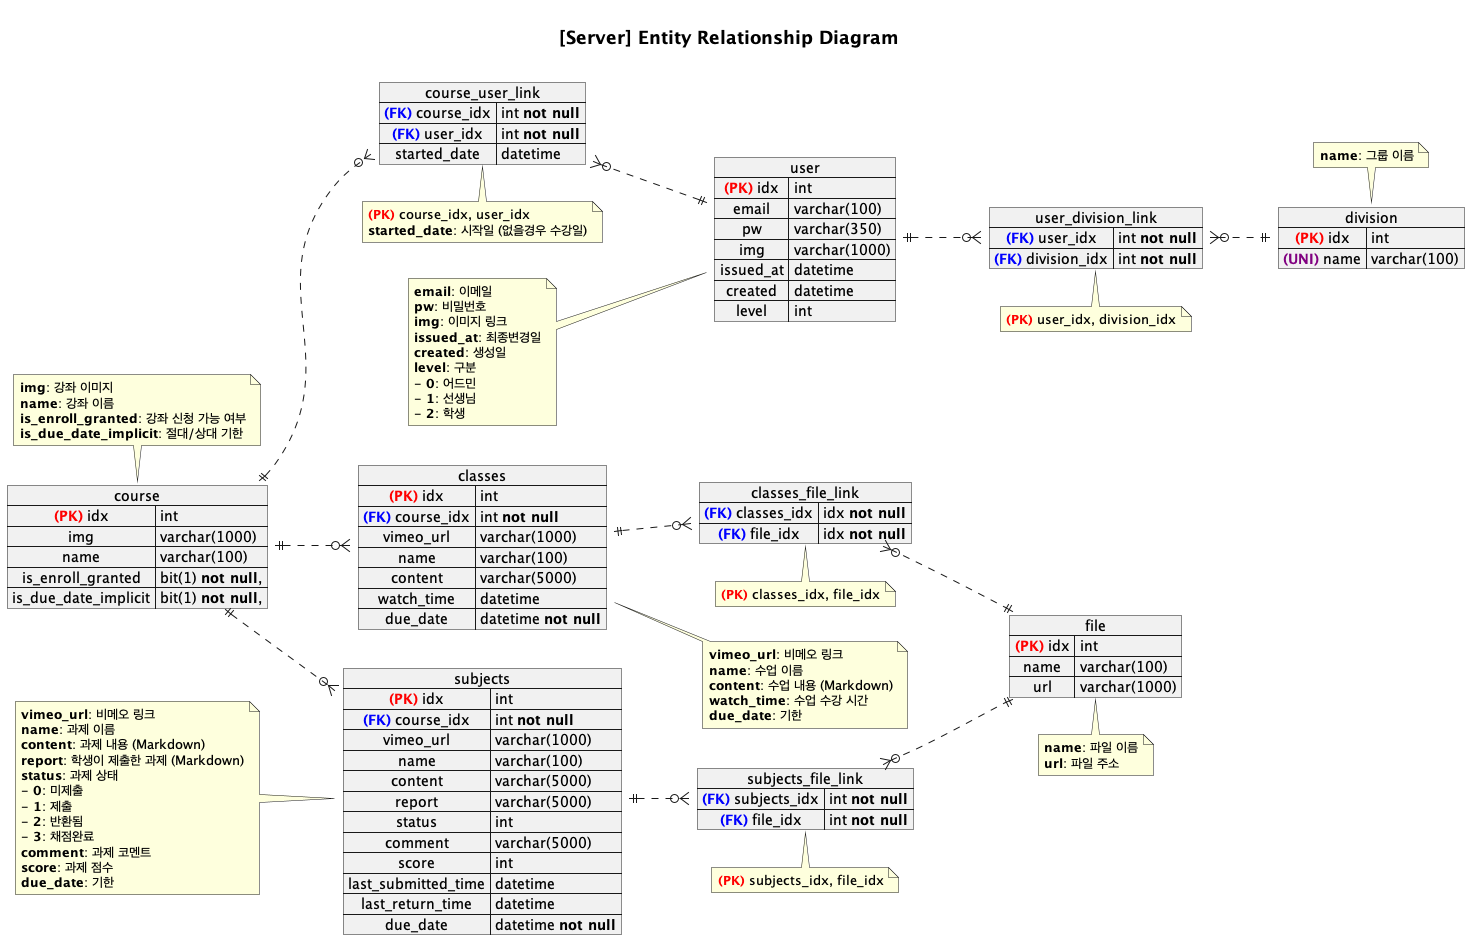 [Server] Entity Relationship Diagram
course_user_link
(FK) course_idx int not null
(FK) user_idx int not null
started_date datetime
(PK) course_idx, user_idx
started_date: 시작일 (없을경우 수강일)
user
(PK) idx int
email varchar(100)
pw varchar(350)
img varchar(1000)
issued_at datetime
created datetime
level int
email: 이메일
pw: 비밀번호
img: 이미지 링크
issued_at: 최종변경일
created: 생성일
level: 구분
- 0: 어드민
- 1: 선생님
- 2: 학생
user_division_link
(FK) user_idx int not null
(FK) division_idx int not null
(PK) user_idx, division_idx
name: 그룹 이름
division
(PK) idx int
(UNI) name varchar(100)
img: 강좌 이미지
name: 강좌 이름
is_enroll_granted: 강좌 신청 가능 여부
is_due_date_implicit: 절대/상대 기한
course
(PK) idx int
img varchar(1000)
name varchar(100)
is_enroll_granted bit(1) not null,
is_due_date_implicit bit(1) not null,
classes
(PK) idx int
(FK) course_idx int not null
vimeo_url varchar(1000)
name varchar(100)
content varchar(5000)
watch_time datetime
due_date datetime not null
vimeo_url: 비메오 링크
name: 수업 이름
content: 수업 내용 (Markdown)
watch_time: 수업 수강 시간
due_date: 기한
classes_file_link
(FK) classes_idx idx not null
(FK) file_idx idx not null
(PK) classes_idx, file_idx
file
(PK) idx int
name varchar(100)
url varchar(1000)
name: 파일 이름
url: 파일 주소
vimeo_url: 비메오 링크
name: 과제 이름
content: 과제 내용 (Markdown)
report: 학생이 제출한 과제 (Markdown)
status: 과제 상태
- 0: 미제출
- 1: 제출
- 2: 반환됨
- 3: 채점완료
comment: 과제 코멘트
score: 과제 점수
due_date: 기한
subjects
(PK) idx int
(FK) course_idx int not null
vimeo_url varchar(1000)
name varchar(100)
content varchar(5000)
report varchar(5000)
status int
comment varchar(5000)
score int
last_submitted_time datetime
last_return_time datetime
due_date datetime not null
subjects_file_link
(FK) subjects_idx int not null
(FK) file_idx int not null
(PK) subjects_idx, file_idx